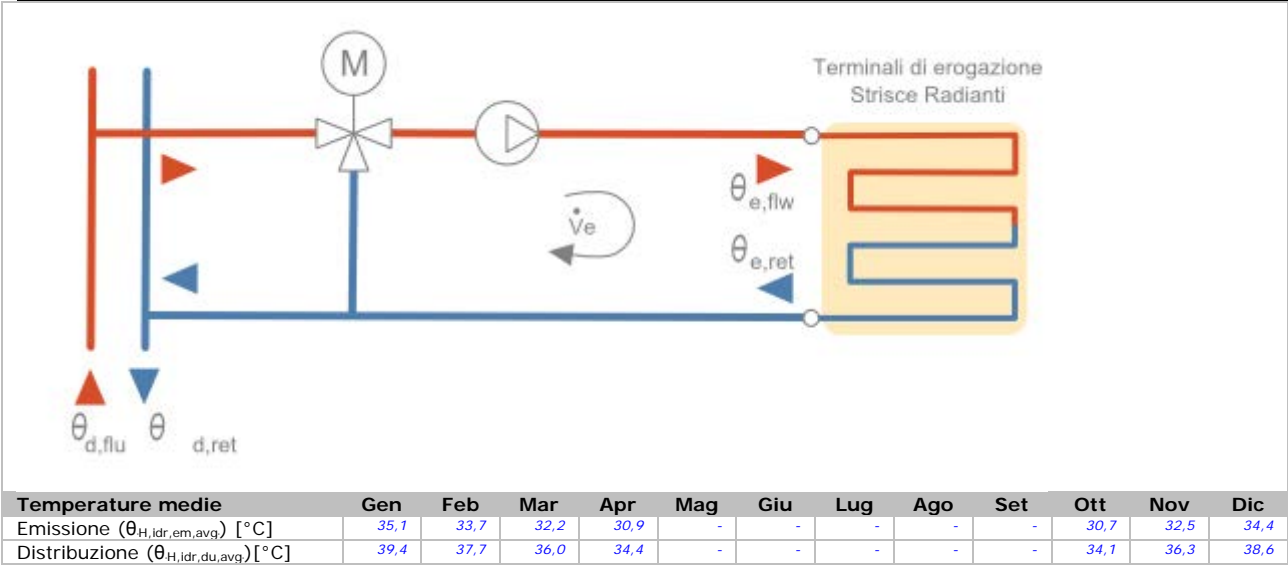 M
Terminali di erogazione
Strisce Radianti
θe,flw
V̇e
θe,ret
θd,flu θ d,ret
Temperature medie Gen Feb Mar Apr Mag Giu Lug Ago Set Ott Nov Dic
Emissione (θH,idr,em,avg.) [°C] 35,1 33,7 32,2 30,9 - - - - - 30,7 32,5 34,4
Distribuzione (θH,idr,du,avg.)[°C] 39,4 37,7 36,0 34,4 - - - - - 34,1 36,3 38,6